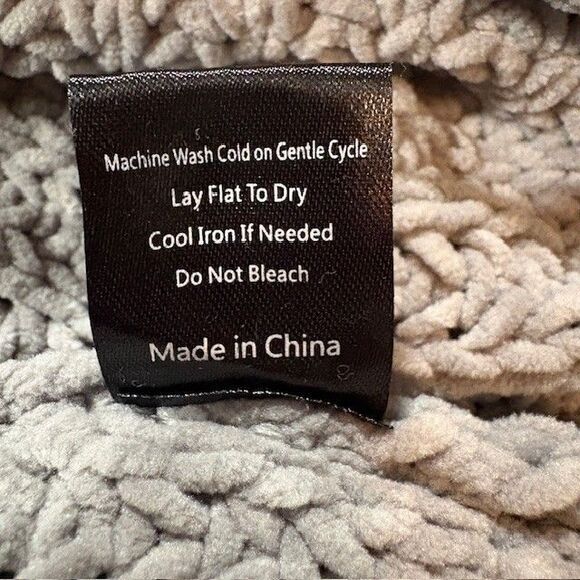 Machine Wash Cold on Gentle Cycle
Lay Flat To Dry
Cool Iron If Needed
Do Not Bleach
Made in China